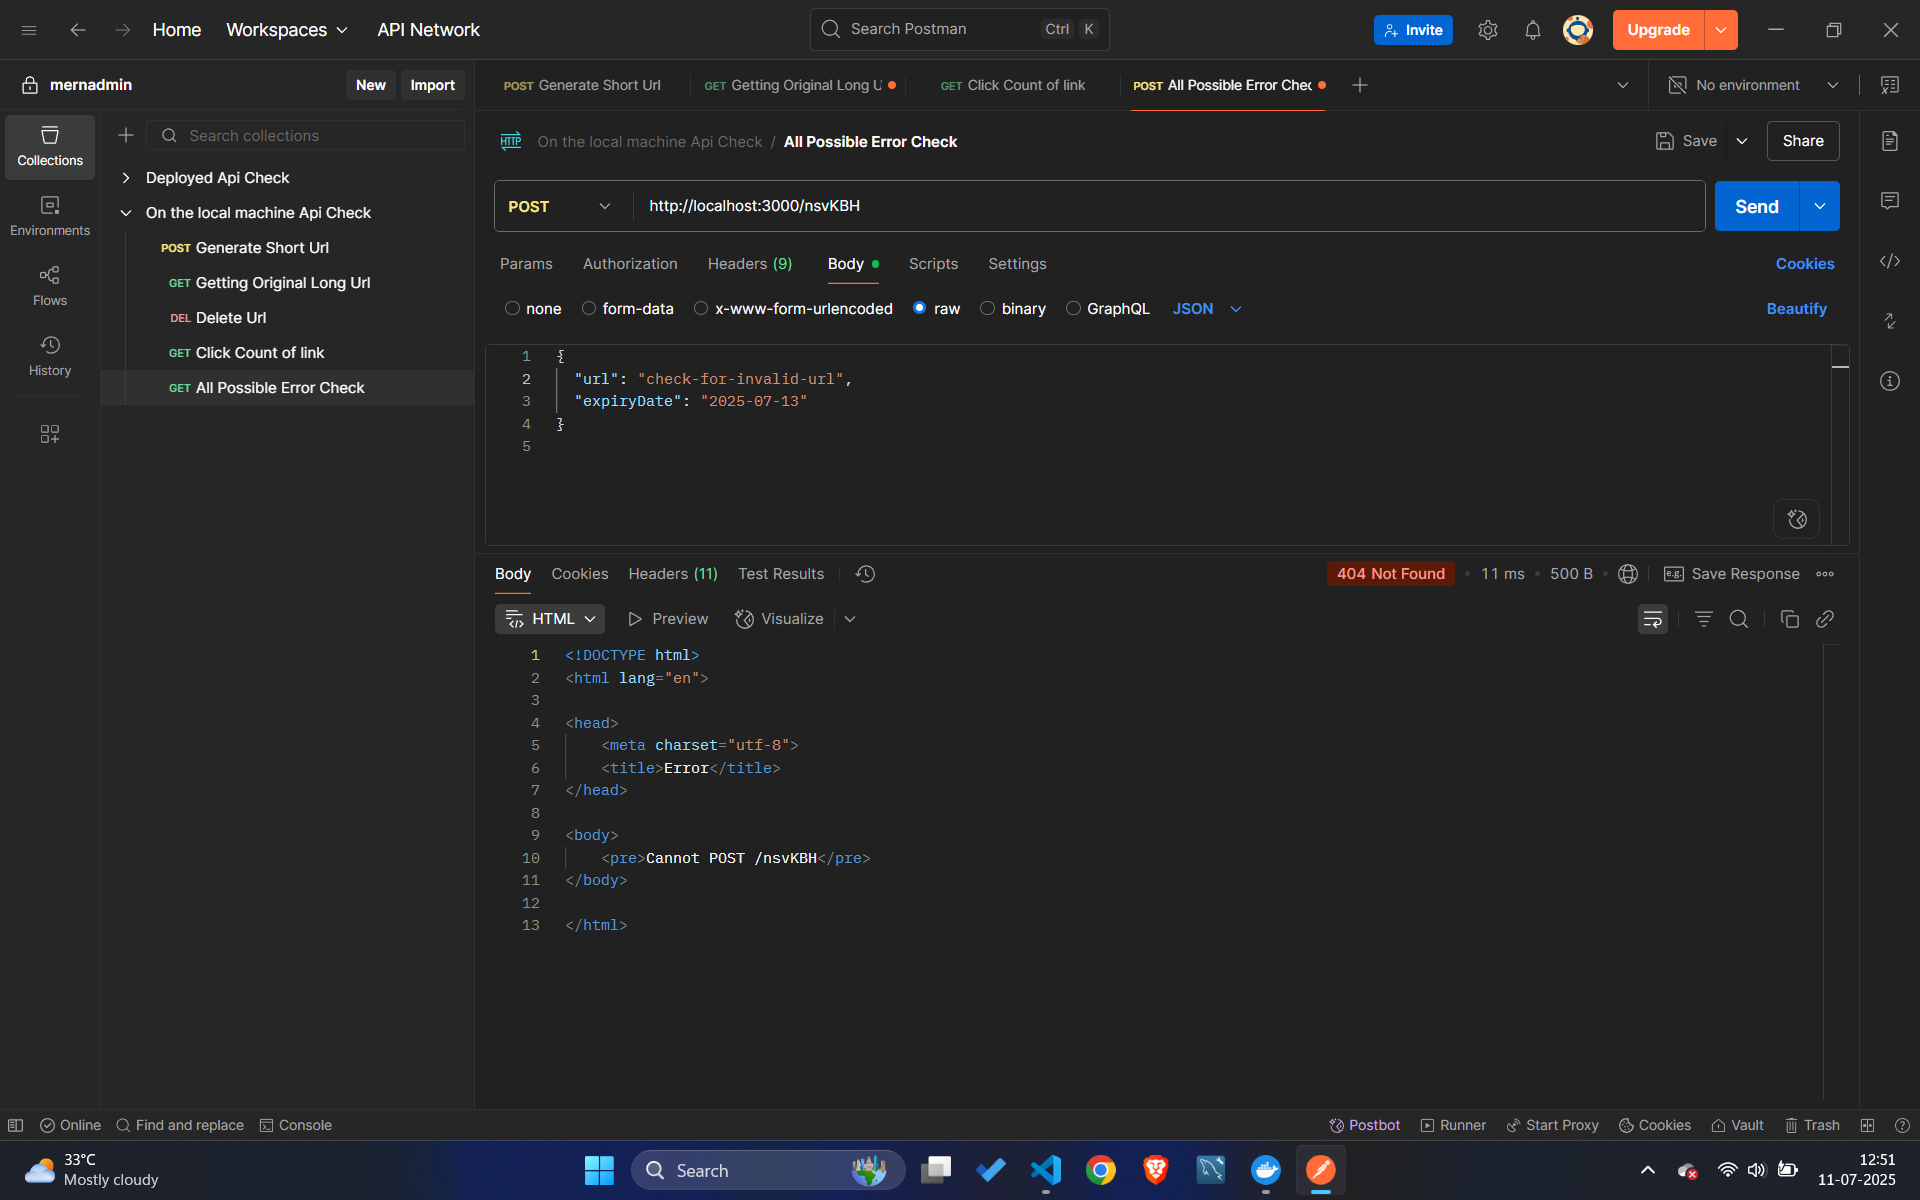 Home Workspaces API Network Search Postman Ctrl K Invite Upgrade
mernadmin New Import
POST Generate Short Url GET Getting Original Long U GET Click Count of link POST All Possible Error Chec No environment
Collections
Environments
Flows
History
Search collections
Deployed Api Check
On the local machine Api Check
POST Generate Short Url
GET Getting Original Long Url
DEL Delete Url
GET Click Count of link
GET All Possible Error Check
HTTP On the local machine Api Check / All Possible Error Check Save Share
POST http://localhost:3000/nsvKBH Send
Params Authorization Headers (9) Body Scripts Settings Cookies
none form-data x-www-form-urlencoded raw binary GraphQL JSON Beautify
1 {
2 "url": "check-for-invalid-url",
3 "expiryDate": "2025-07-13"
4 }
5
Body Cookies Headers (11) Test Results 404 Not Found • 11 ms • 500 B • e.g. Save Response
HTML Preview Visualize
1 <!DOCTYPE html>
2 <html lang="en">
3
4 <head>
5 <meta charset="utf-8">
6 <title>Error</title>
7 </head>
8
9 <body>
10 <pre>Cannot POST /nsvKBH</pre>
11 </body>
12
13 </html>
Online Find and replace Console Postbot Runner Start Proxy Cookies Vault Trash
33°C
Mostly cloudy
Search
12:51
11-07-2025